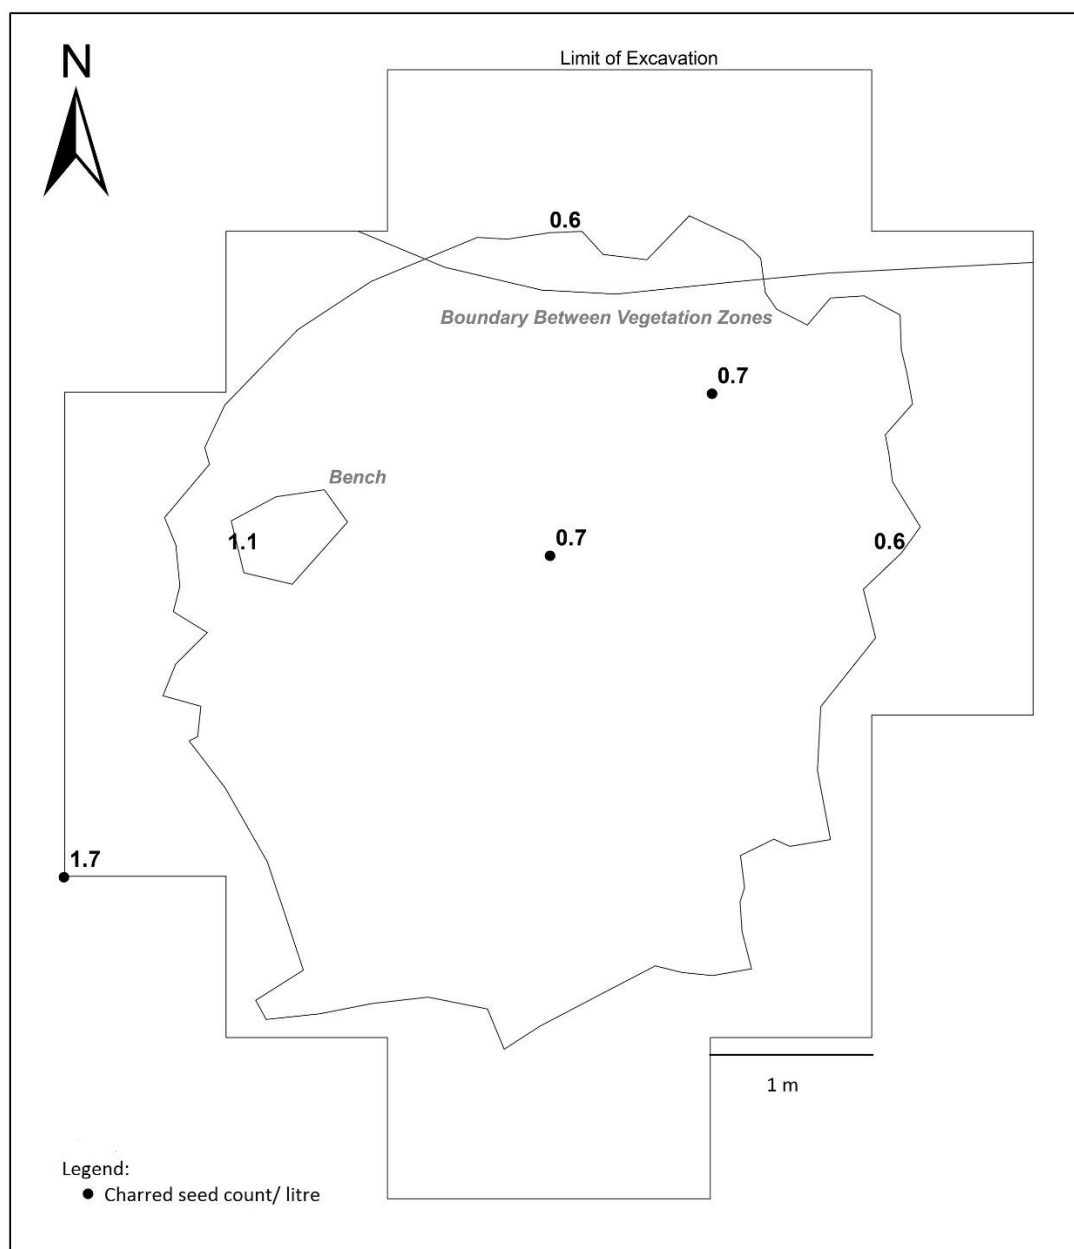 N
Limit of Excavation
0.6
Boundary Between Vegetation Zones
0.7
Bench
1.1
0.7
0.6
1.7
1 m
Legend:
Charred seed count/ litre